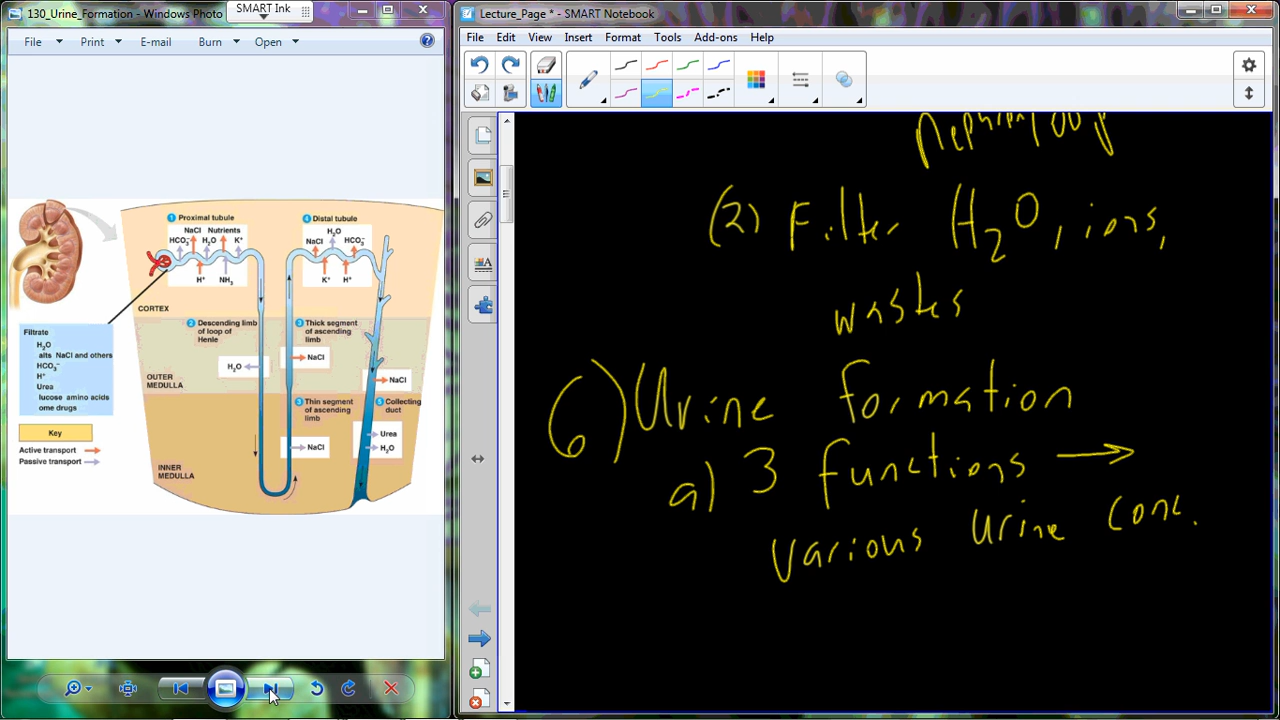 130_Urine_Formation - Windows Photo
SMART Ink
File Print E-mail Burn Open
Proximal tubule
NaCl Nutrients
HCO3- H2O K+
H+ NH3
Distal tubule
H2O
NaCl HCO3-
K+ H+
CORTEX
Filtrate
H2O
alts NaCl and others
HCO3-
H+
Urea
lucose amino acids
ome drugs
Descending limb
of loop of
Henle
Thick segment
of ascending
limb
H2O
NaCl
OUTER
MEDULLA
NaCl
Thin segment
of ascending
limb
Collecting
duct
Key
Active transport
Passive transport
NaCl
Urea
H2O
INNER
MEDULLA
Lecture_Page * - SMART Notebook
File Edit View Insert Format Tools Add-ons Help
(2) Filter H2O, ions,
wastes
6) Urine formation
a) 3 functions →
various urine conc.